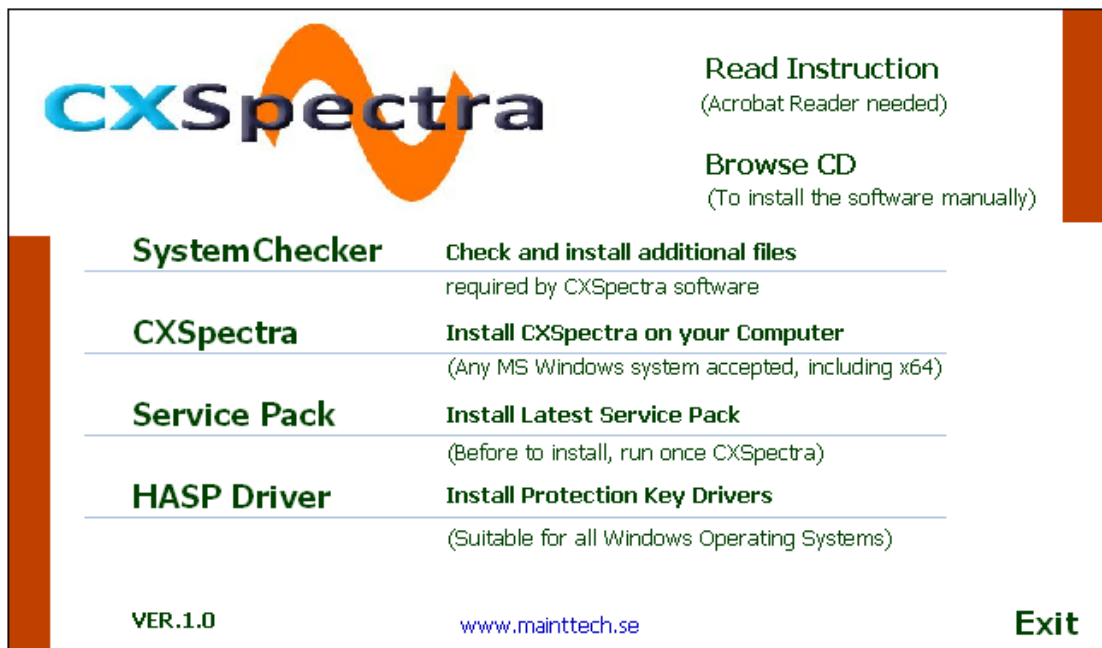 CXSpectra
Read Instruction
(Acrobat Reader needed)
Browse CD
(To install the software manually)
SystemChecker
Check and install additional files
required by CXSpectra software
CXSpectra
Install CXSpectra on your Computer
(Any MS Windows system accepted, including x64)
Service Pack
Install Latest Service Pack
(Before to install, run once CXSpectra)
HASP Driver
Install Protection Key Drivers
(Suitable for all Windows Operating Systems)
VER.1.0
www.mainttech.se
Exit